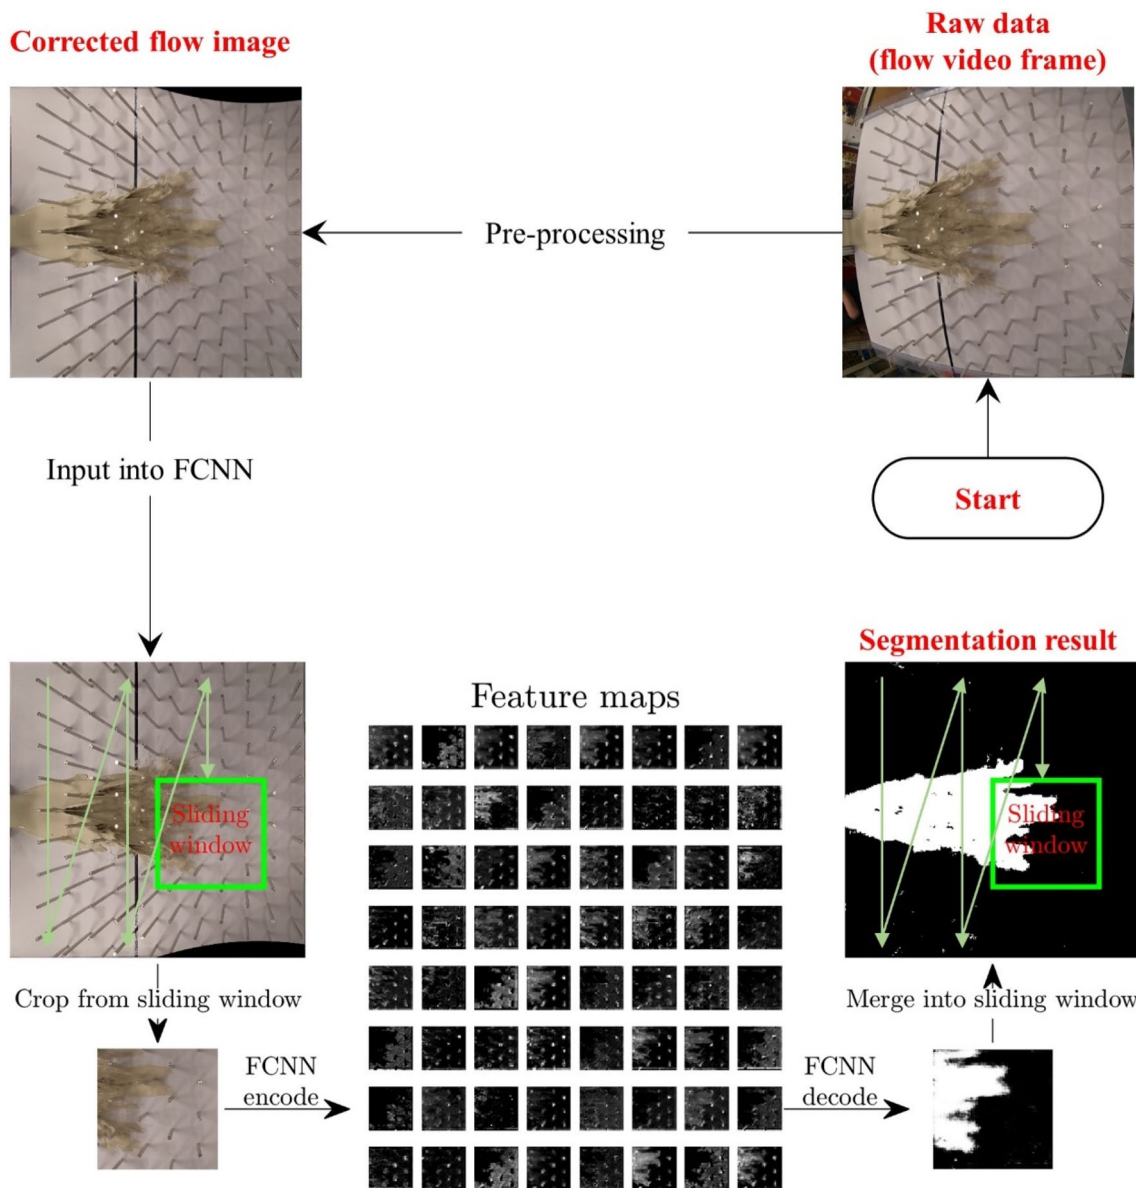 Corrected flow image
Raw data
(flow video frame)
Pre-processing
Input into FCNN
Start
Segmentation result
Feature maps
Sliding
window
Sliding
window
Crop from sliding window
Merge into sliding window
FCNN
encode
FCNN
decode